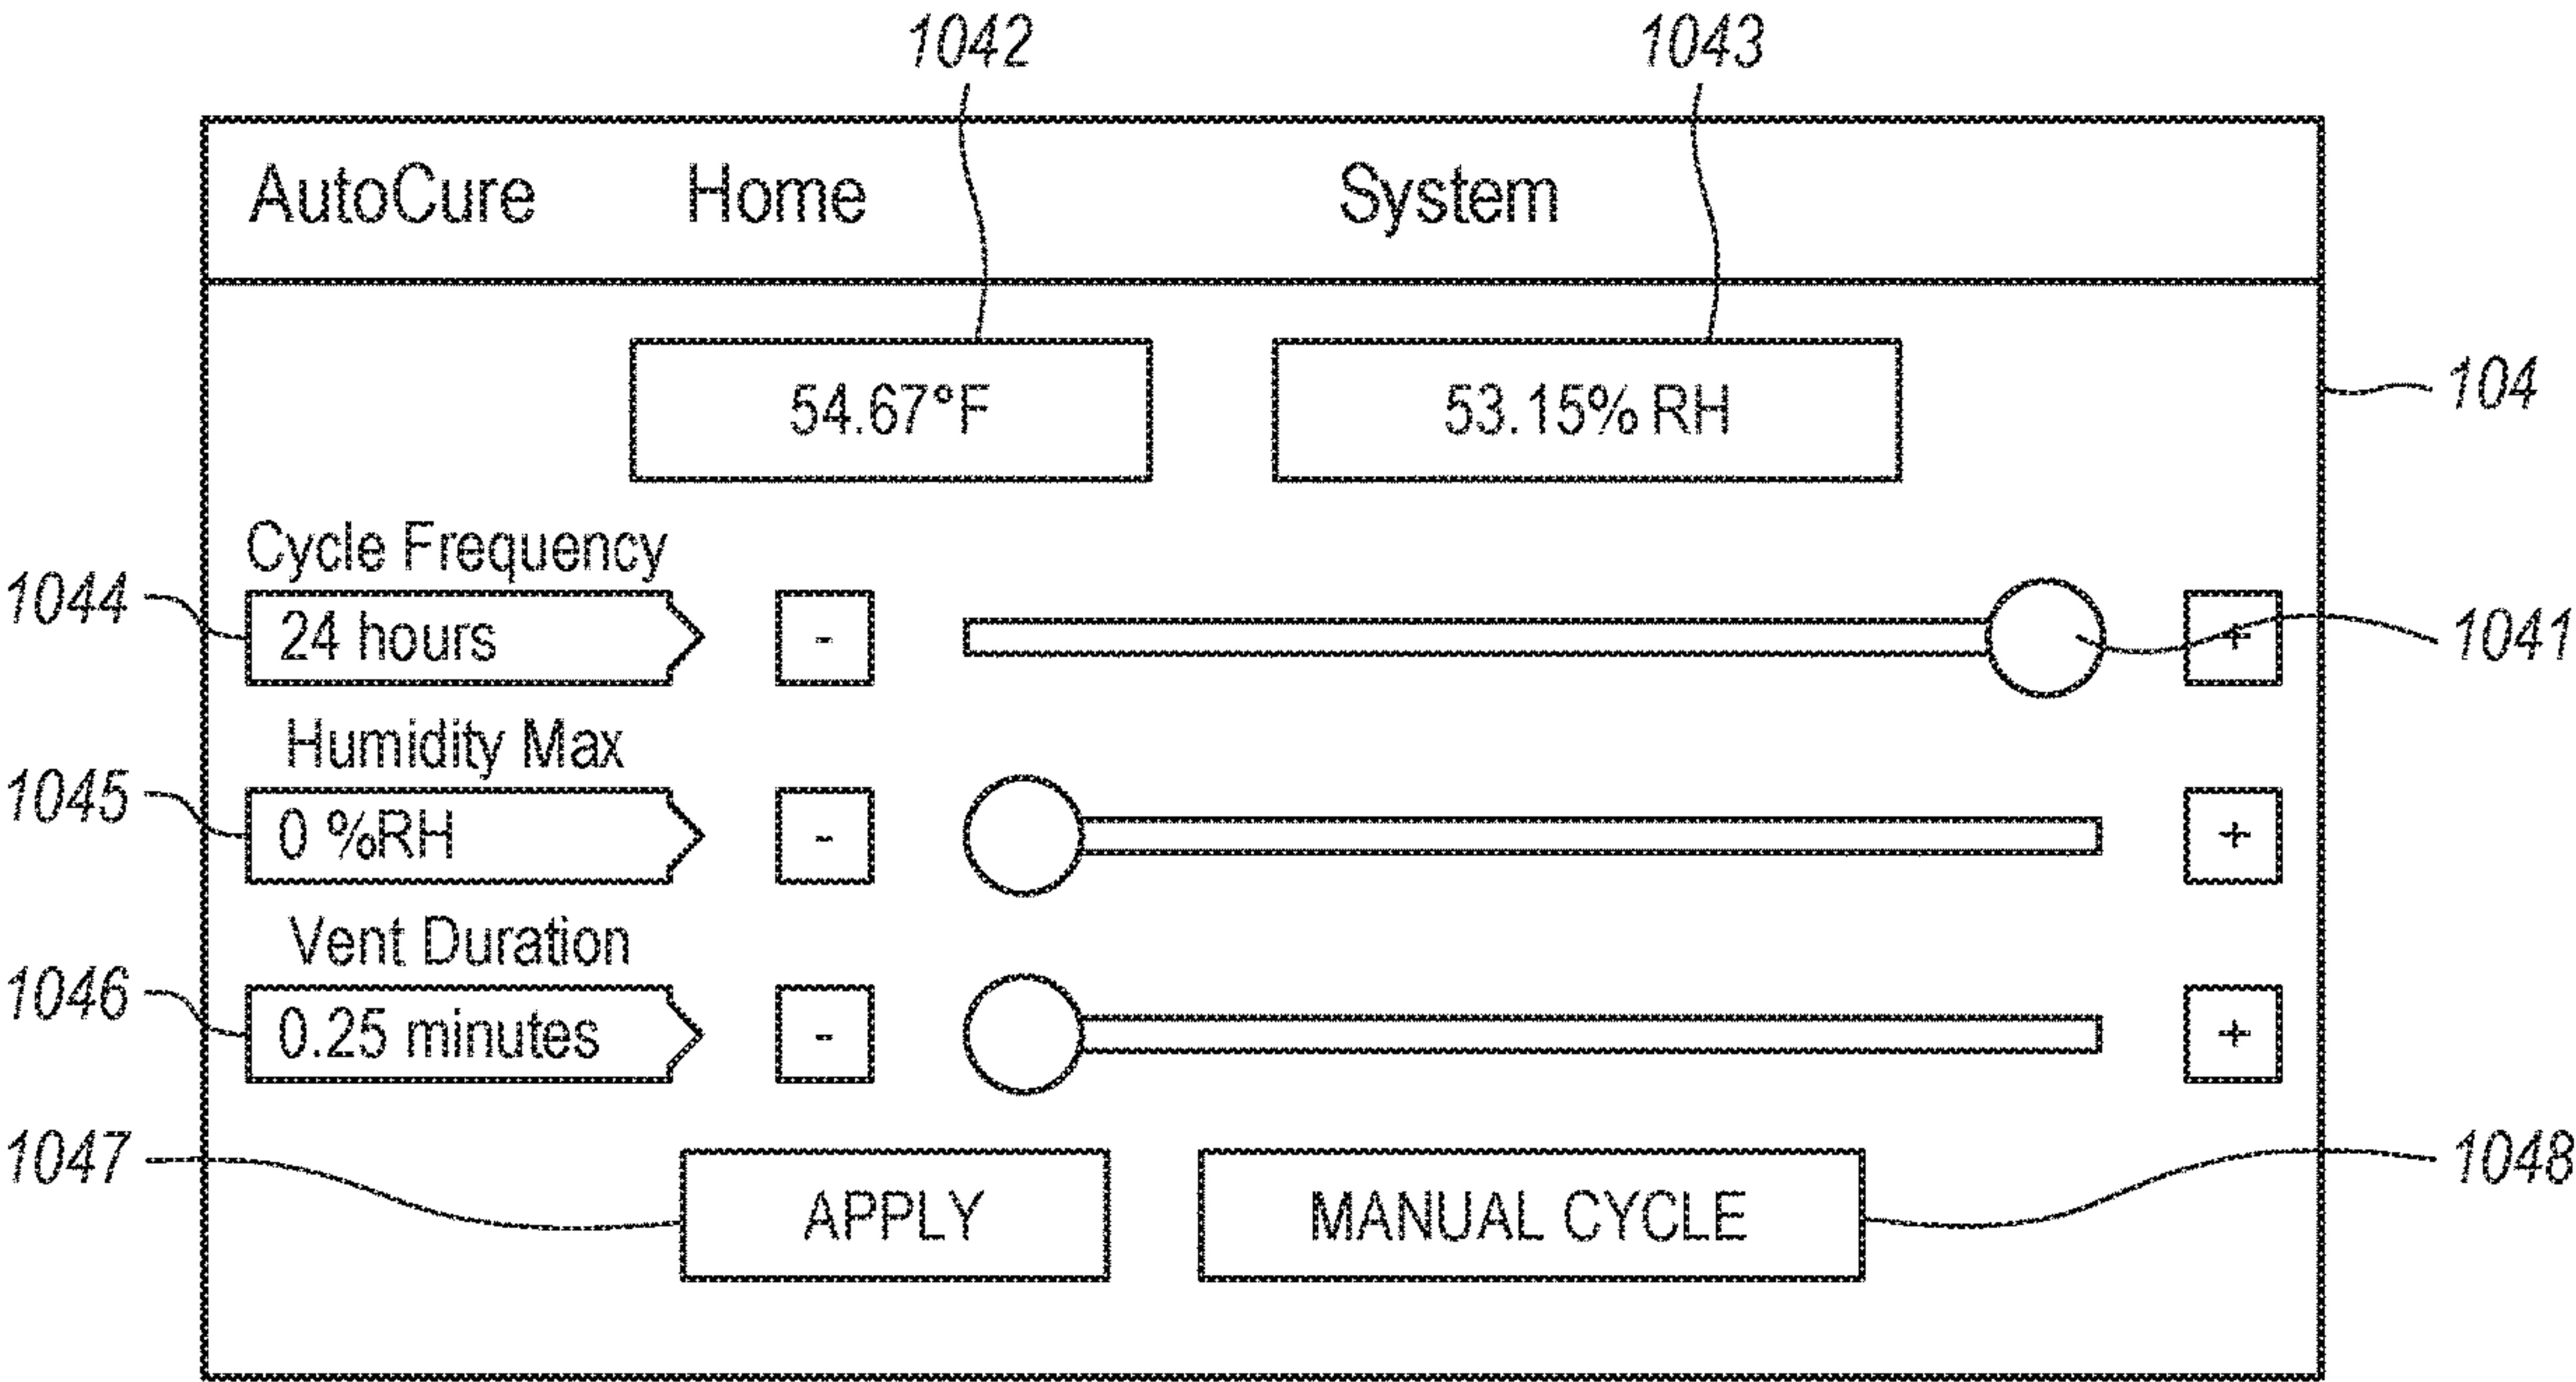 1042 1043
AutoCure Home System
54.67°F 53.15% RH
104
Cycle Frequency
1044 24 hours - + 1041
Humidity Max
1045 0 %RH - +
Vent Duration
1046 0.25 minutes - +
1047 APPLY MANUAL CYCLE 1048